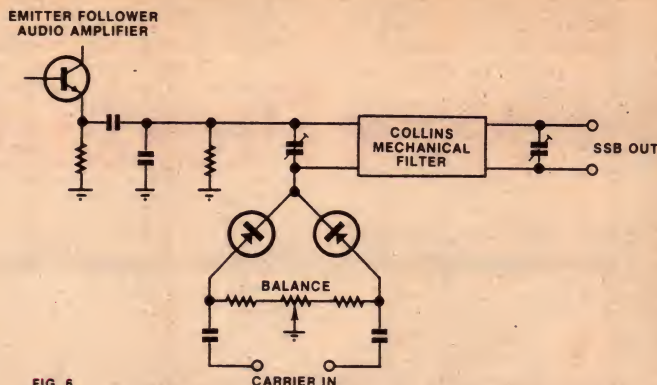 EMITTER FOLLOWER
AUDIO AMPLIFIER
COLLINS
MECHANICAL
FILTER
SSB OUT
BALANCE
CARRIER IN
FIG. 6